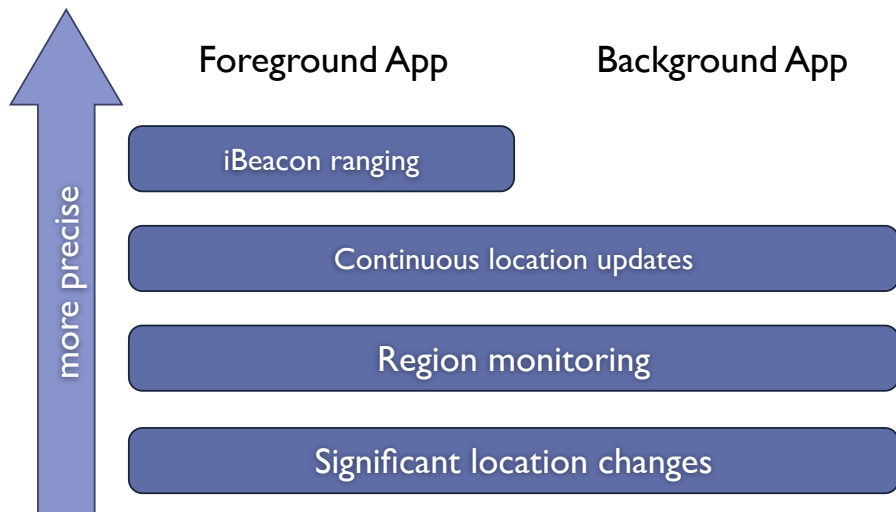 Foreground App
Background App
iBeacon ranging
Continuous location updates
Region monitoring
Significant location changes
more precise